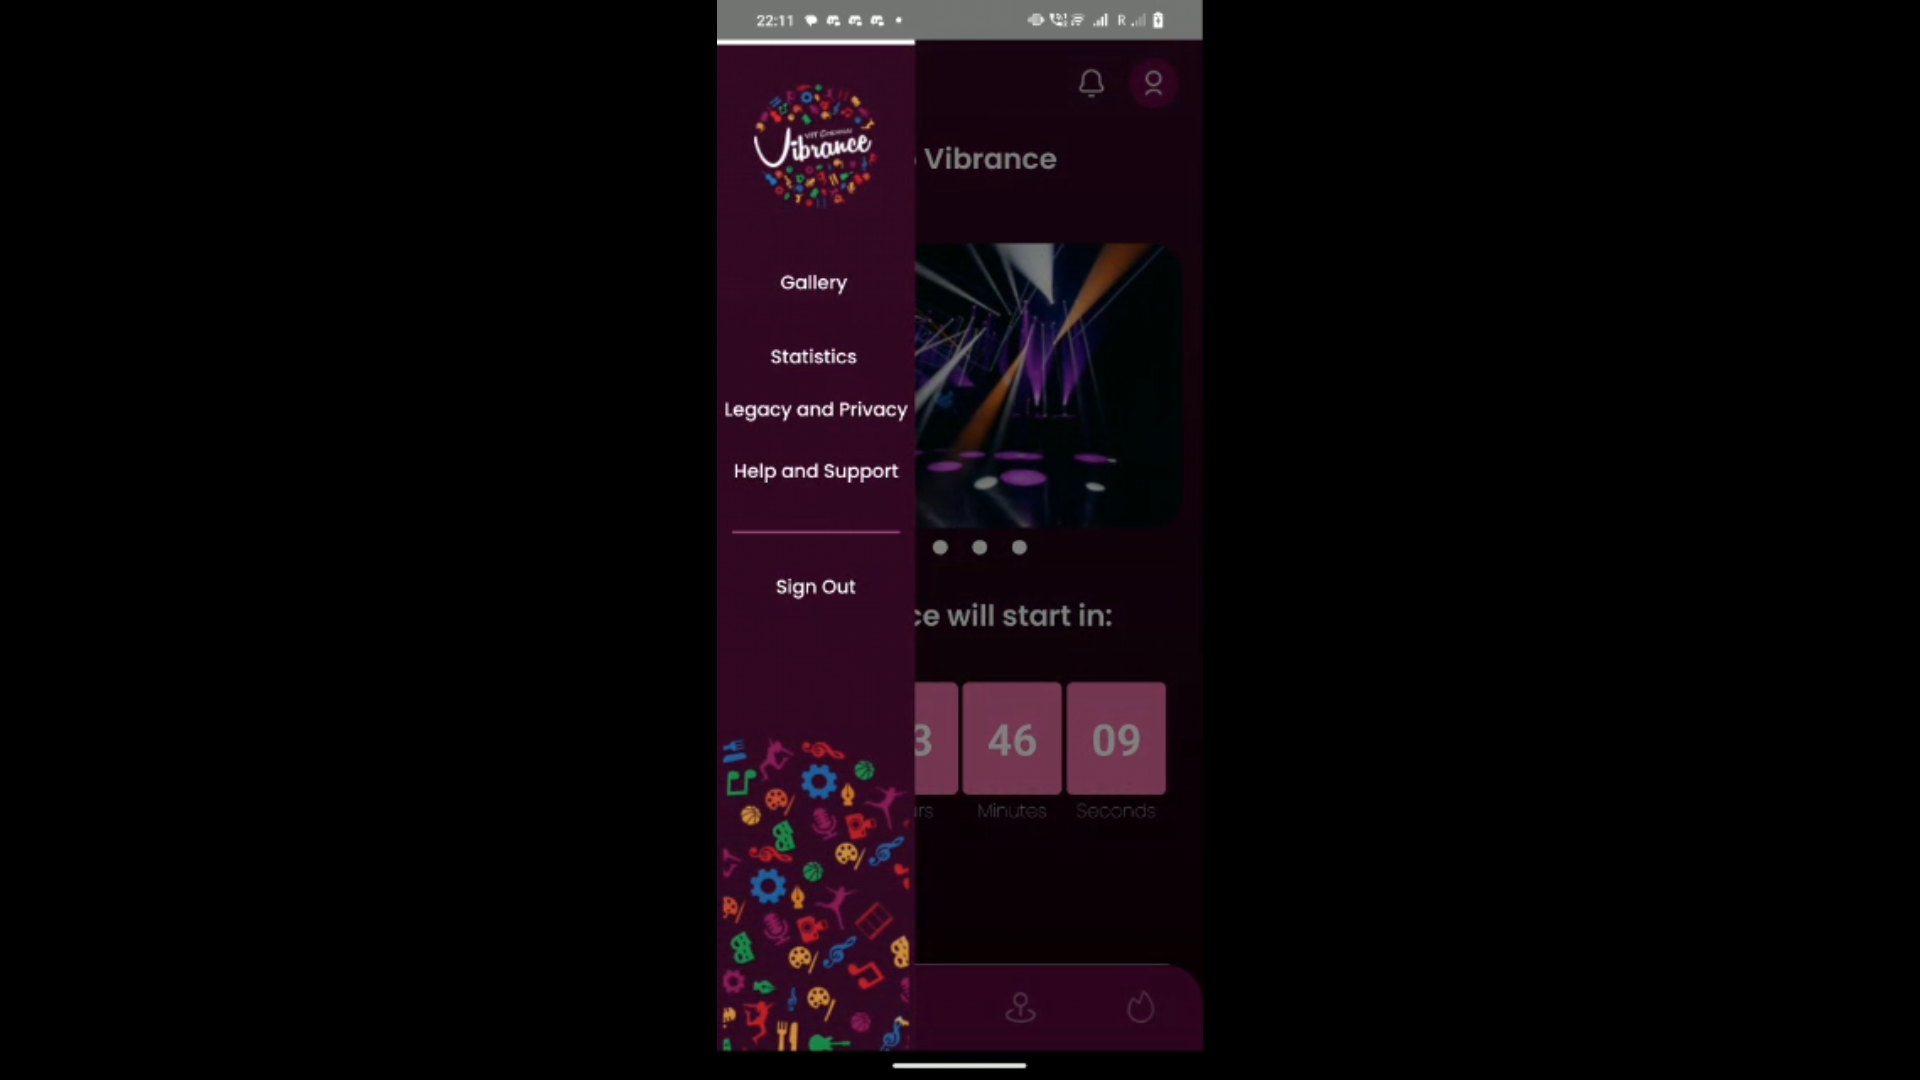 22:11
R
VIT Chennai
Vibrance
Vibrance
Gallery
Statistics
Legacy and Privacy
Help and Support
Sign Out
ce will start in:
3 46 09
rs Minutes Seconds